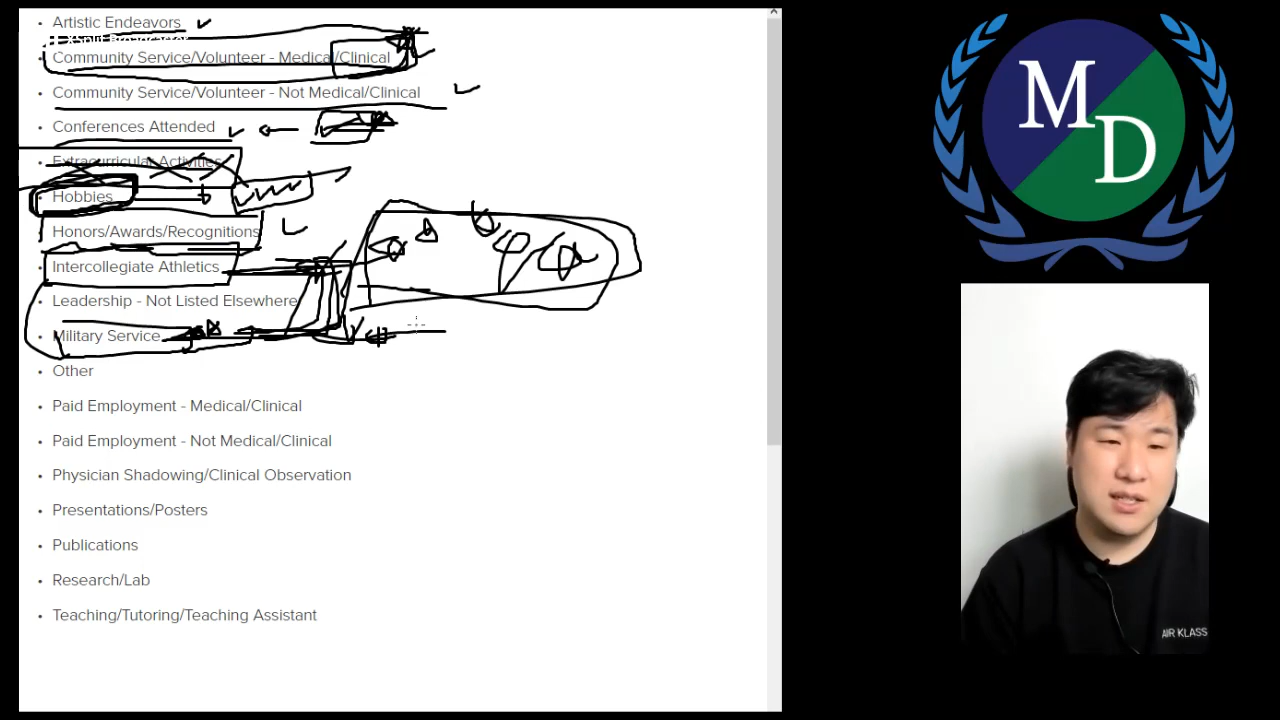 Artistic Endeavors
XSplit Broadcaster
Community Service/Volunteer - Medical/Clinical
Community Service/Volunteer - Not Medical/Clinical
Conferences Attended
Extracurricular Activities
Hobbies
Honors/Awards/Recognitions
Intercollegiate Athletics
Leadership - Not Listed Elsewhere
Military Service
Other
Paid Employment - Medical/Clinical
Paid Employment - Not Medical/Clinical
Physician Shadowing/Clinical Observation
Presentations/Posters
Publications
Research/Lab
Teaching/Tutoring/Teaching Assistant
M
D
AIR KLASS